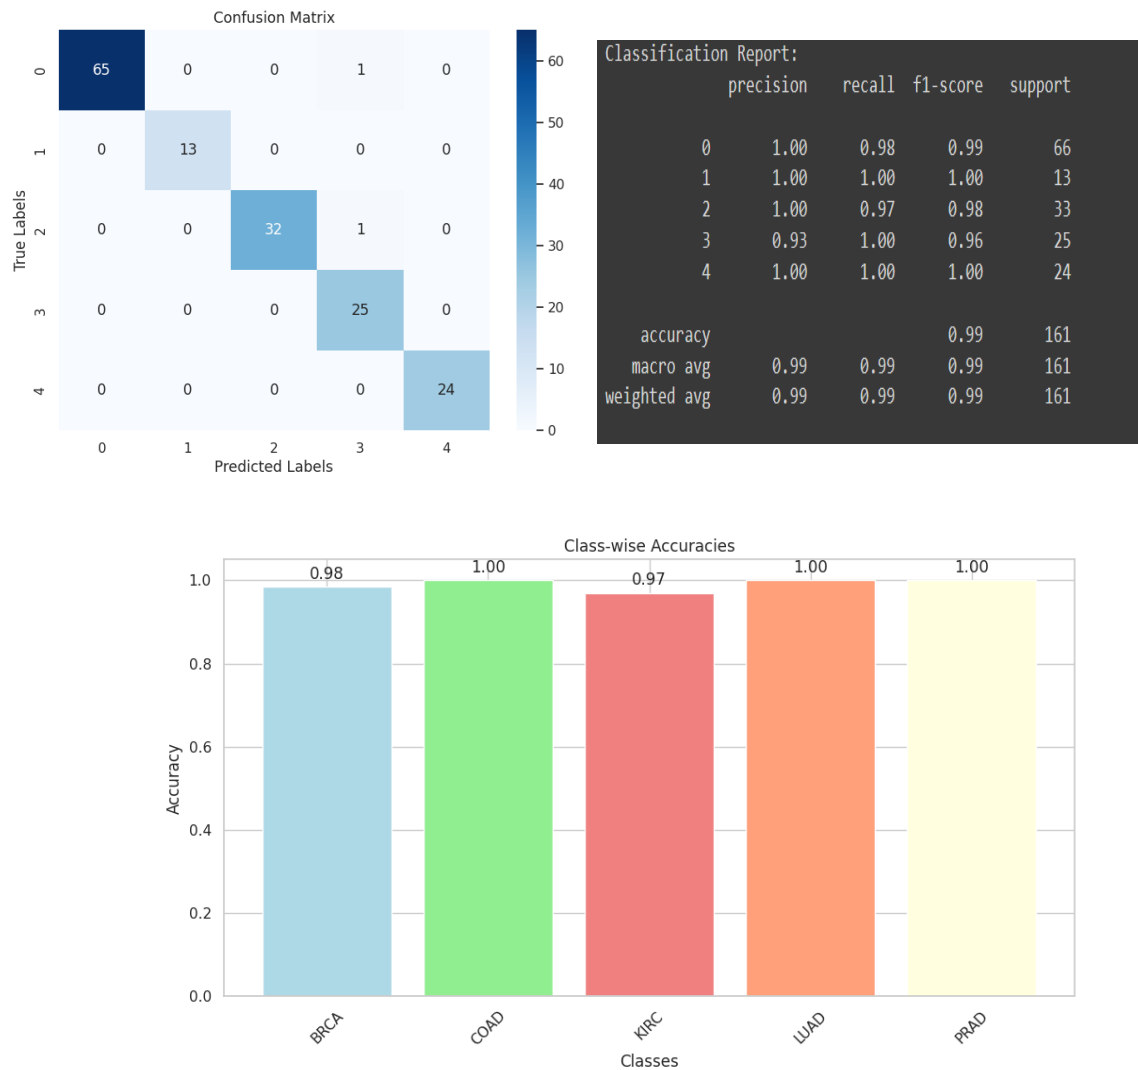 Confusion Matrix
0 65 0 0 1 0
1 0 13 0 0 0
2 0 0 32 1 0
3 0 0 0 25 0
4 0 0 0 0 24
0 1 2 3 4
True Labels
Predicted Labels
60
50
40
30
20
10
0
Classification Report:
precision recall f1-score support
0 1.00 0.98 0.99 66
1 1.00 1.00 1.00 13
2 1.00 0.97 0.98 33
3 0.93 1.00 0.96 25
4 1.00 1.00 1.00 24
accuracy 0.99 161
macro avg 0.99 0.99 0.99 161
weighted avg 0.99 0.99 0.99 161
Class-wise Accuracies
0.98 1.00 0.97 1.00 1.00
1.0
0.8
0.6
0.4
0.2
0.0
Accuracy
BRCA COAD KIRC LUAD PRAD
Classes